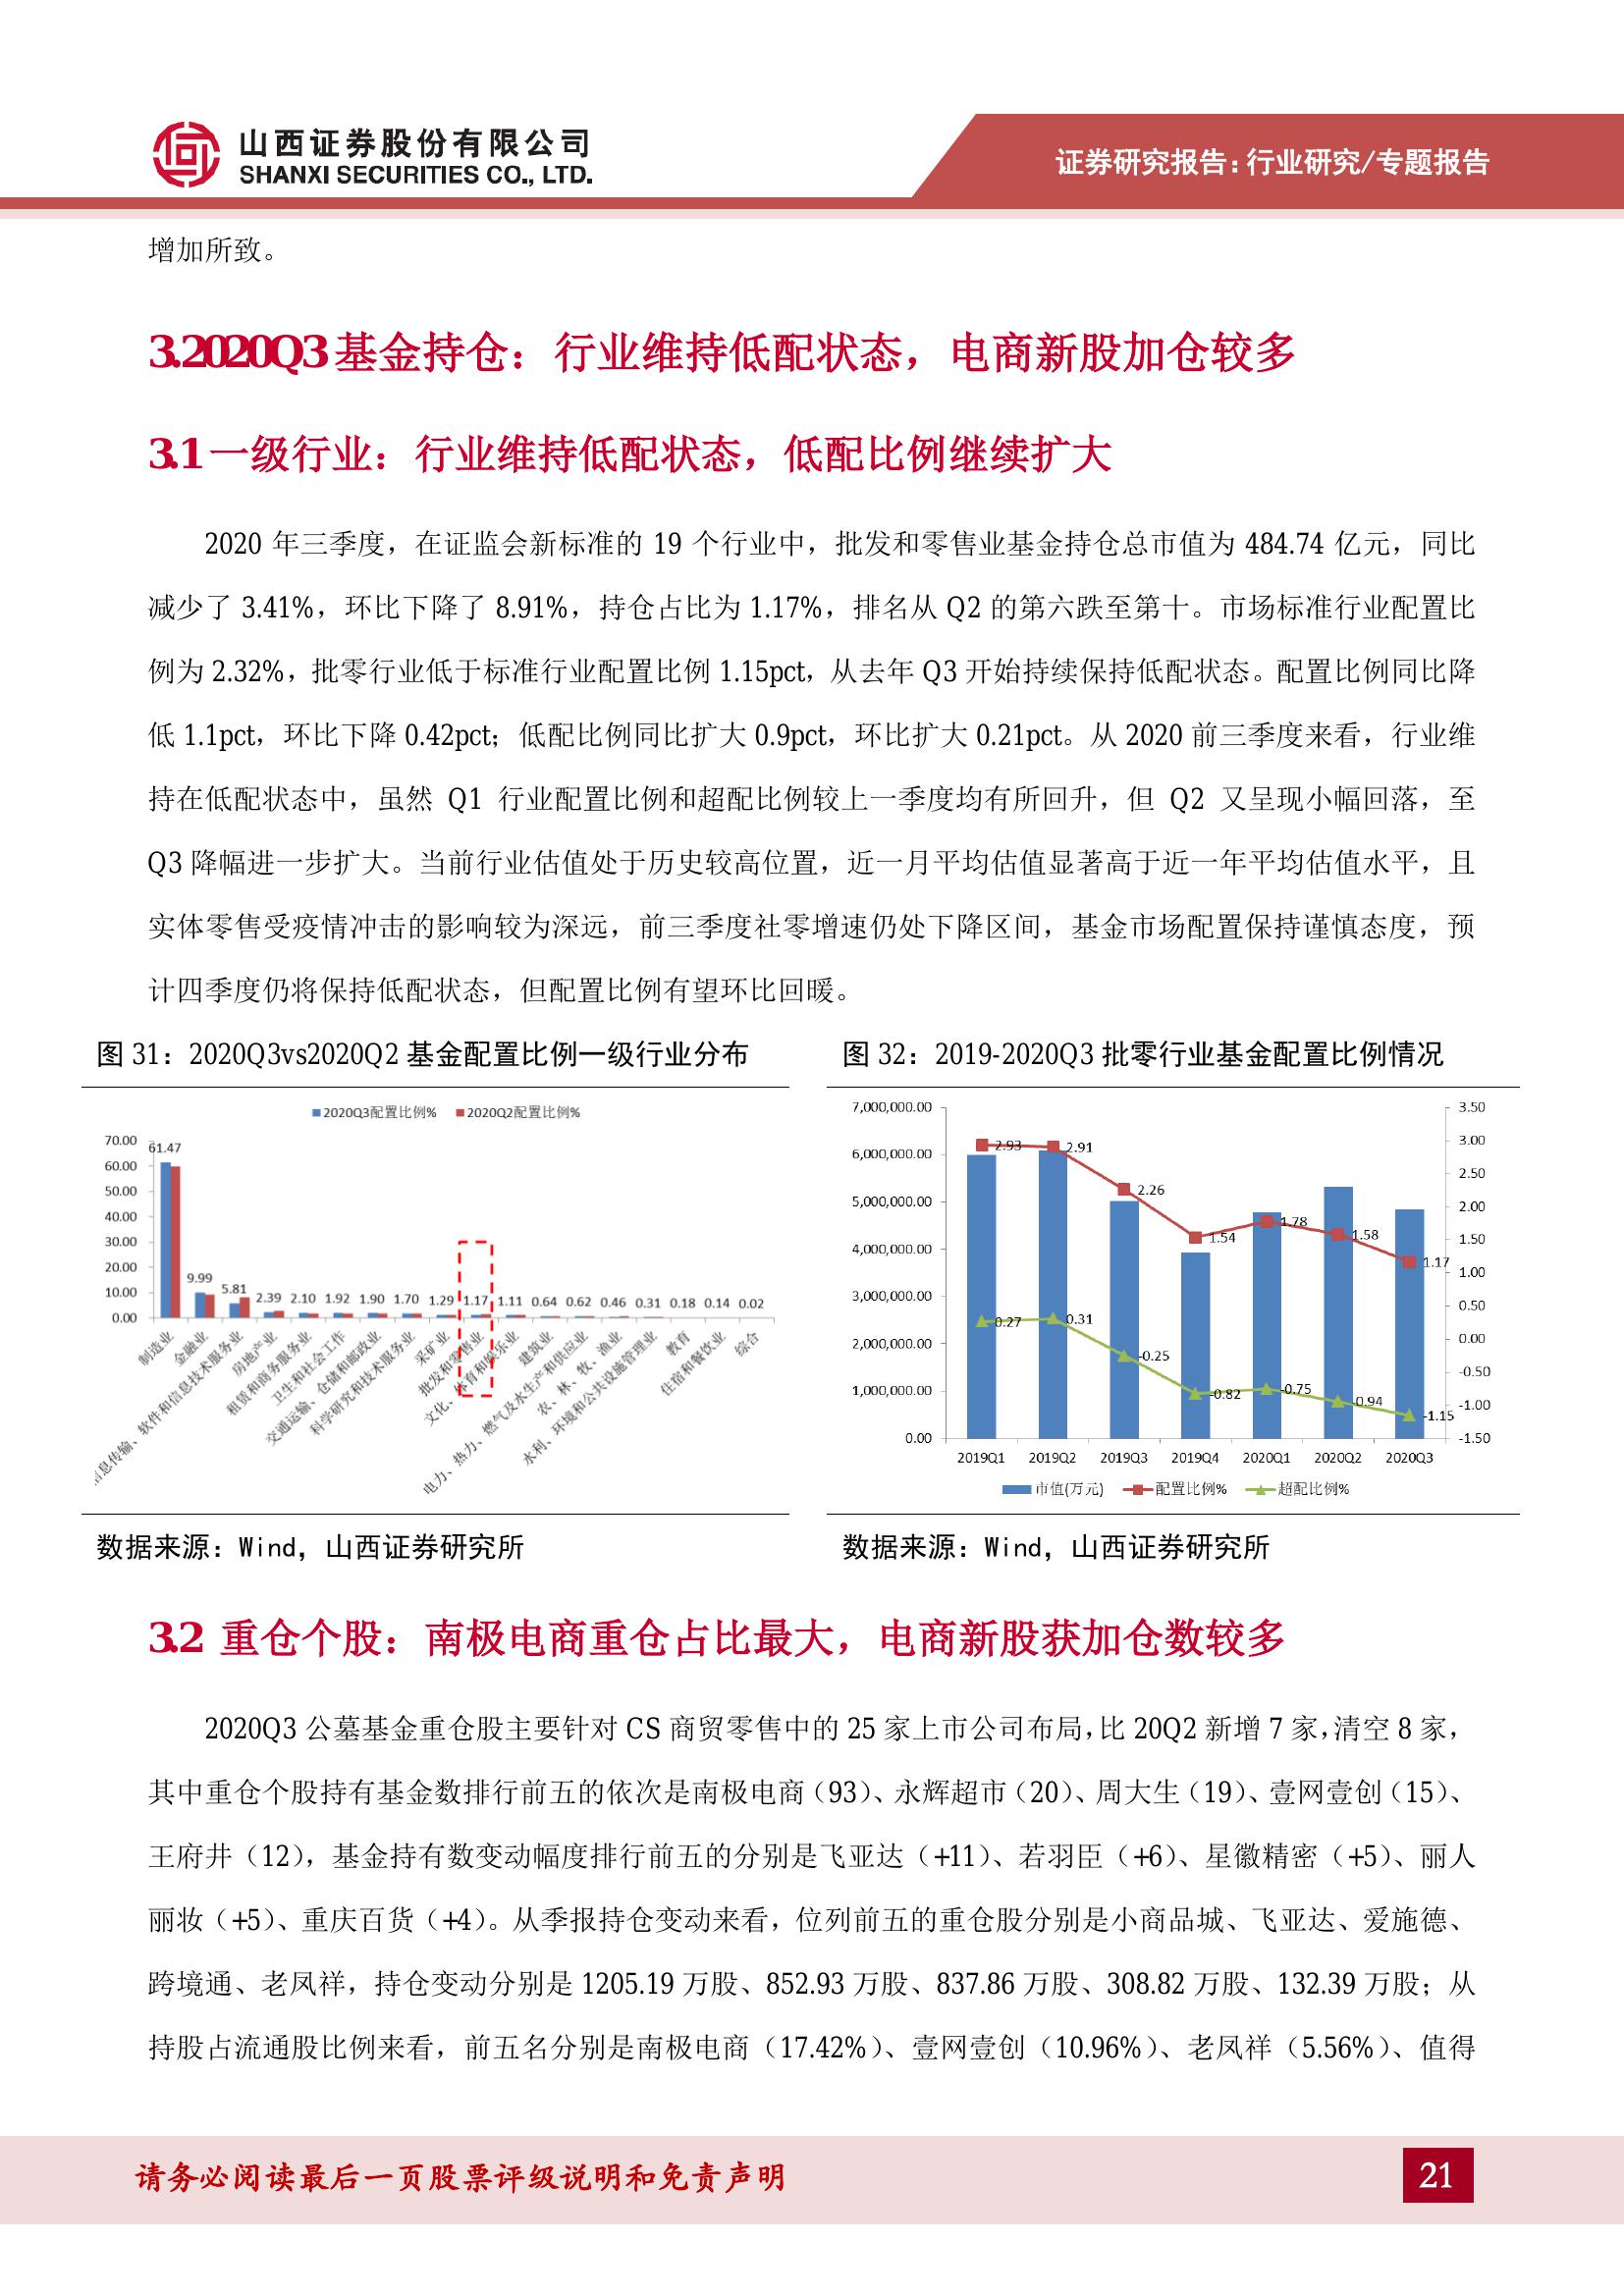 山西证券股份有限公司
SHANXI SECURITIES CO., LTD.
证券研究报告:行业研究/专题报告
增加所致。
3.2020Q3 基金持仓：行业维持低配状态，电商新股加仓较多
3.1 一级行业：行业维持低配状态，低配比例继续扩大
2020 年三季度，在证监会新标准的 19 个行业中，批发和零售业基金持仓总市值为 484.74 亿元，同比
减少了 3.41%，环比下降了 8.91%，持仓占比为 1.17%，排名从 Q2 的第六跌至第十。市场标准行业配置比
例为 2.32%，批零行业低于标准行业配置比例 1.15pct，从去年 Q3 开始持续保持低配状态。配置比例同比降
低 1.1pct，环比下降 0.42pct；低配比例同比扩大 0.9pct，环比扩大 0.21pct。从 2020 前三季度来看，行业维
持在低配状态中，虽然 Q1 行业配置比例和超配比例较上一季度均有所回升，但 Q2 又呈现小幅回落，至
Q3 降幅进一步扩大。当前行业估值处于历史较高位置，近一月平均估值显著高于近一年平均估值水平，且
实体零售受疫情冲击的影响较为深远，前三季度社零增速仍处下降区间，基金市场配置保持谨慎态度，预
计四季度仍将保持低配状态，但配置比例有望环比回暖。
图 31：2020Q3vs2020Q2 基金配置比例一级行业分布
2020Q3配置比例% 2020Q2配置比例%
70.00
60.00
50.00
40.00
30.00
20.00
10.00
0.00
61.47 9.99 5.81 2.39 2.10 1.92 1.90 1.70 1.29 1.17 1.11 0.64 0.62 0.46 0.31 0.18 0.14 0.02
制造业
金融业
信息传输、软件和信息技术服务业
房地产业
租赁和商务服务业
卫生和社会工作
交通运输、仓储和邮政业
科学研究和技术服务业
采矿业
批发和零售业
文化、体育和娱乐业
建筑业
电力、热力、燃气及水生产和供应业
农、林、牧、渔业
水利、环境和公共设施管理业
教育
住宿和餐饮业
综合
数据来源：Wind，山西证券研究所
图 32：2019-2020Q3 批零行业基金配置比例情况
7,000,000.00
6,000,000.00
5,000,000.00
4,000,000.00
3,000,000.00
2,000,000.00
1,000,000.00
0.00
3.50
3.00
2.50
2.00
1.50
1.00
0.50
0.00
-0.50
-1.00
-1.50
2.93 2.91 2.26 1.54 1.78 1.58 1.17
0.27 0.31 -0.25 -0.82 -0.75 -0.94 -1.15
2019Q1 2019Q2 2019Q3 2019Q4 2020Q1 2020Q2 2020Q3
市值(万元) 配置比例% 超配比例%
数据来源：Wind，山西证券研究所
3.2 重仓个股：南极电商重仓占比最大，电商新股获加仓数较多
2020Q3 公墓基金重仓股主要针对 CS 商贸零售中的 25 家上市公司布局，比 20Q2 新增 7 家，清空 8 家，
其中重仓个股持有基金数排行前五的依次是南极电商（93）、永辉超市（20）、周大生（19）、壹网壹创（15）、
王府井（12），基金持有数变动幅度排行前五的分别是飞亚达（+11）、若羽臣（+6）、星徽精密（+5）、丽人
丽妆（+5）、重庆百货（+4）。从季报持仓变动来看，位列前五的重仓股分别是小商品城、飞亚达、爱施德、
跨境通、老凤祥，持仓变动分别是 1205.19 万股、852.93 万股、837.86 万股、308.82 万股、132.39 万股；从
持股占流通股比例来看，前五名分别是南极电商（17.42%）、壹网壹创（10.96%）、老凤祥（5.56%）、值得
请务必阅读最后一页股票评级说明和免责声明
21